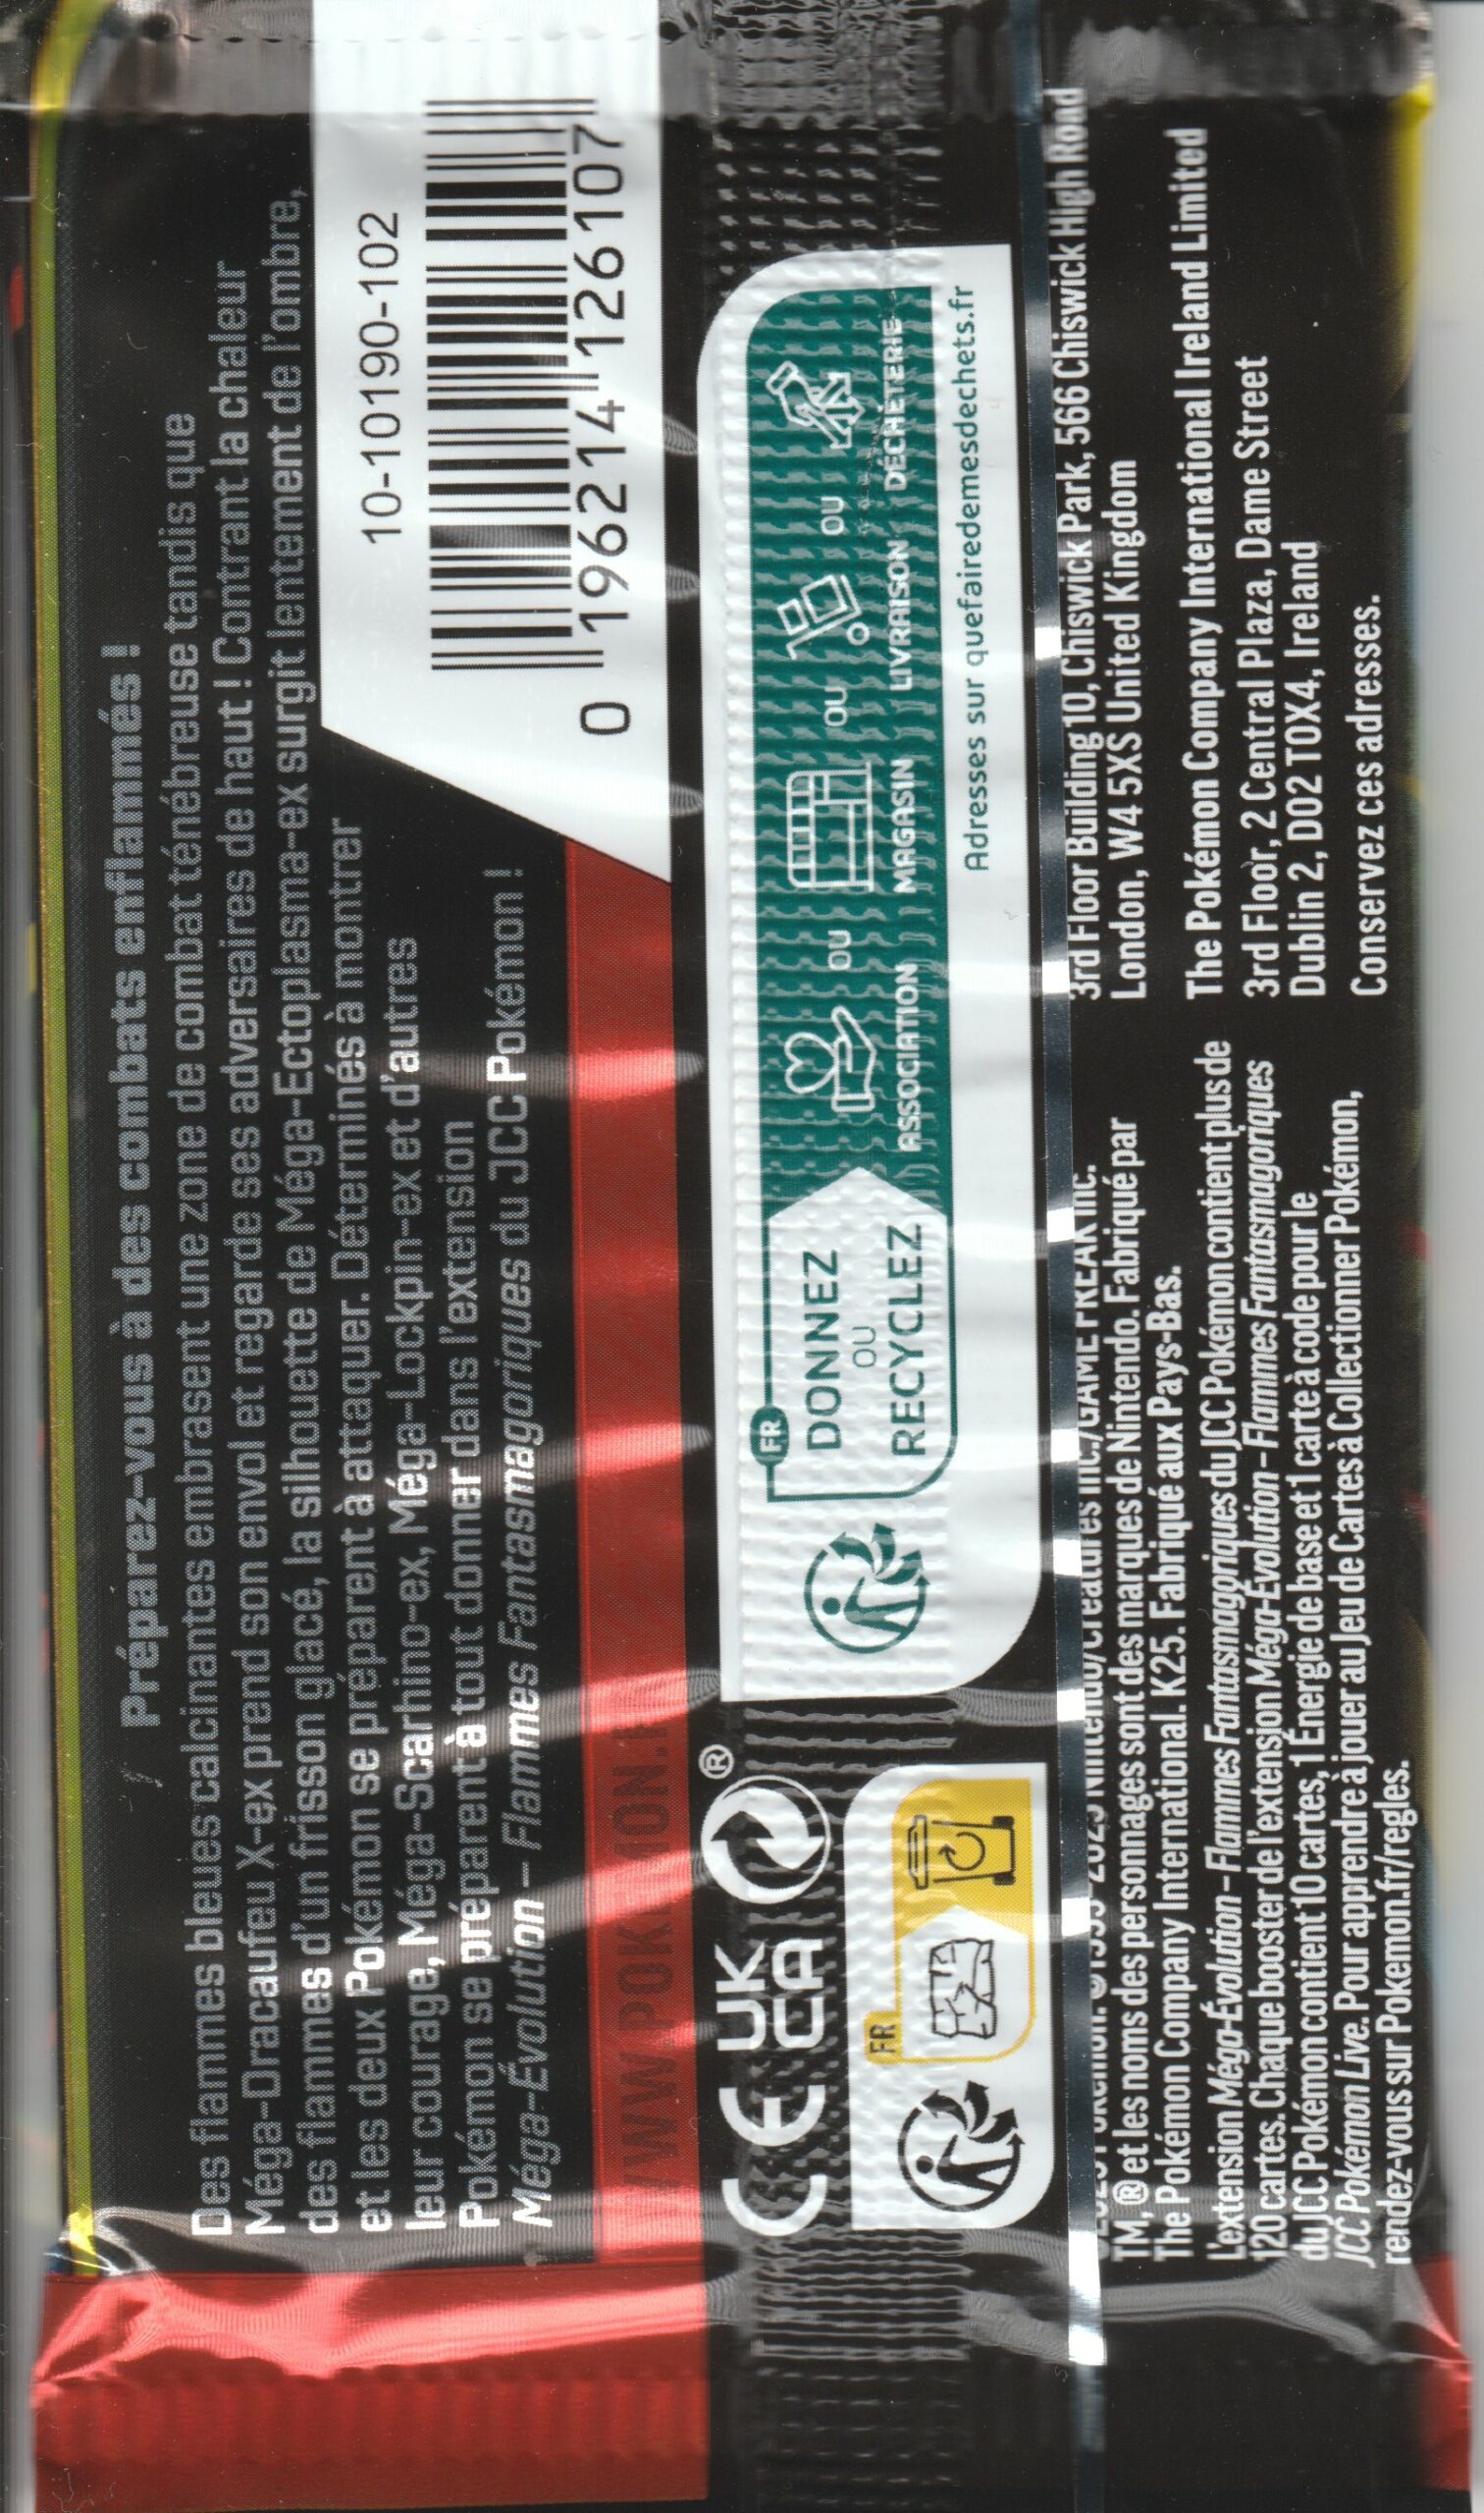 Préparez-vous à des combats enflammés !
Des flammes bleues calcinantes embrasent une zone de combat ténébreuse tandis que
Méga-Dracaufeu X-ex prend son envol et regarde ses adversaires de haut ! Contrant la chaleur
des flammes d'un frisson glacé, la silhouette de Méga-Ectoplasma-ex surgit lentement de l'ombre,
et les deux Pokémon se préparent à attaquer. Déterminés à montrer
leur courage, Méga-Scarhino-ex, Méga-Lockpin-ex et d'autres
Pokémon se préparent à tout donner dans l'extension
Méga-Évolution – Flammes Fantasmagoriques du JCC Pokémon !
10-10190-102
0 196214 126107
CE UK CA ®
FR
FR
DONNEZ
OU
RECYCLEZ
ASSOCIATION OU MAGASIN OU LIVRAISON OU DÉCHÈTERIE
Adresses sur quefairedemesdechets.fr
Nintendo/Creatures Inc./GAME FREAK inc.
TM, ® et les noms des personnages sont des marques de Nintendo. Fabriqué par
The Pokémon Company International. K25. Fabriqué aux Pays-Bas.
L'extension Méga-Évolution – Flammes Fantasmagoriques du JCC Pokémon contient plus de
120 cartes. Chaque booster de l'extension Méga-Évolution – Flammes Fantasmagoriques
du JCC Pokémon contient 10 cartes, 1 Énergie de base et 1 carte à code pour le
JCC Pokémon Live. Pour apprendre à jouer au Jeu de Cartes à Collectionner Pokémon,
rendez-vous sur Pokemon.fr/regles.
3rd Floor Building 10, Chiswick Park, 566 Chiswick High Road
London, W4 5XS United Kingdom
The Pokémon Company International Ireland Limited
3rd Floor, 2 Central Plaza, Dame Street
Dublin 2, D02 T0X4, Ireland
Conservez ces adresses.